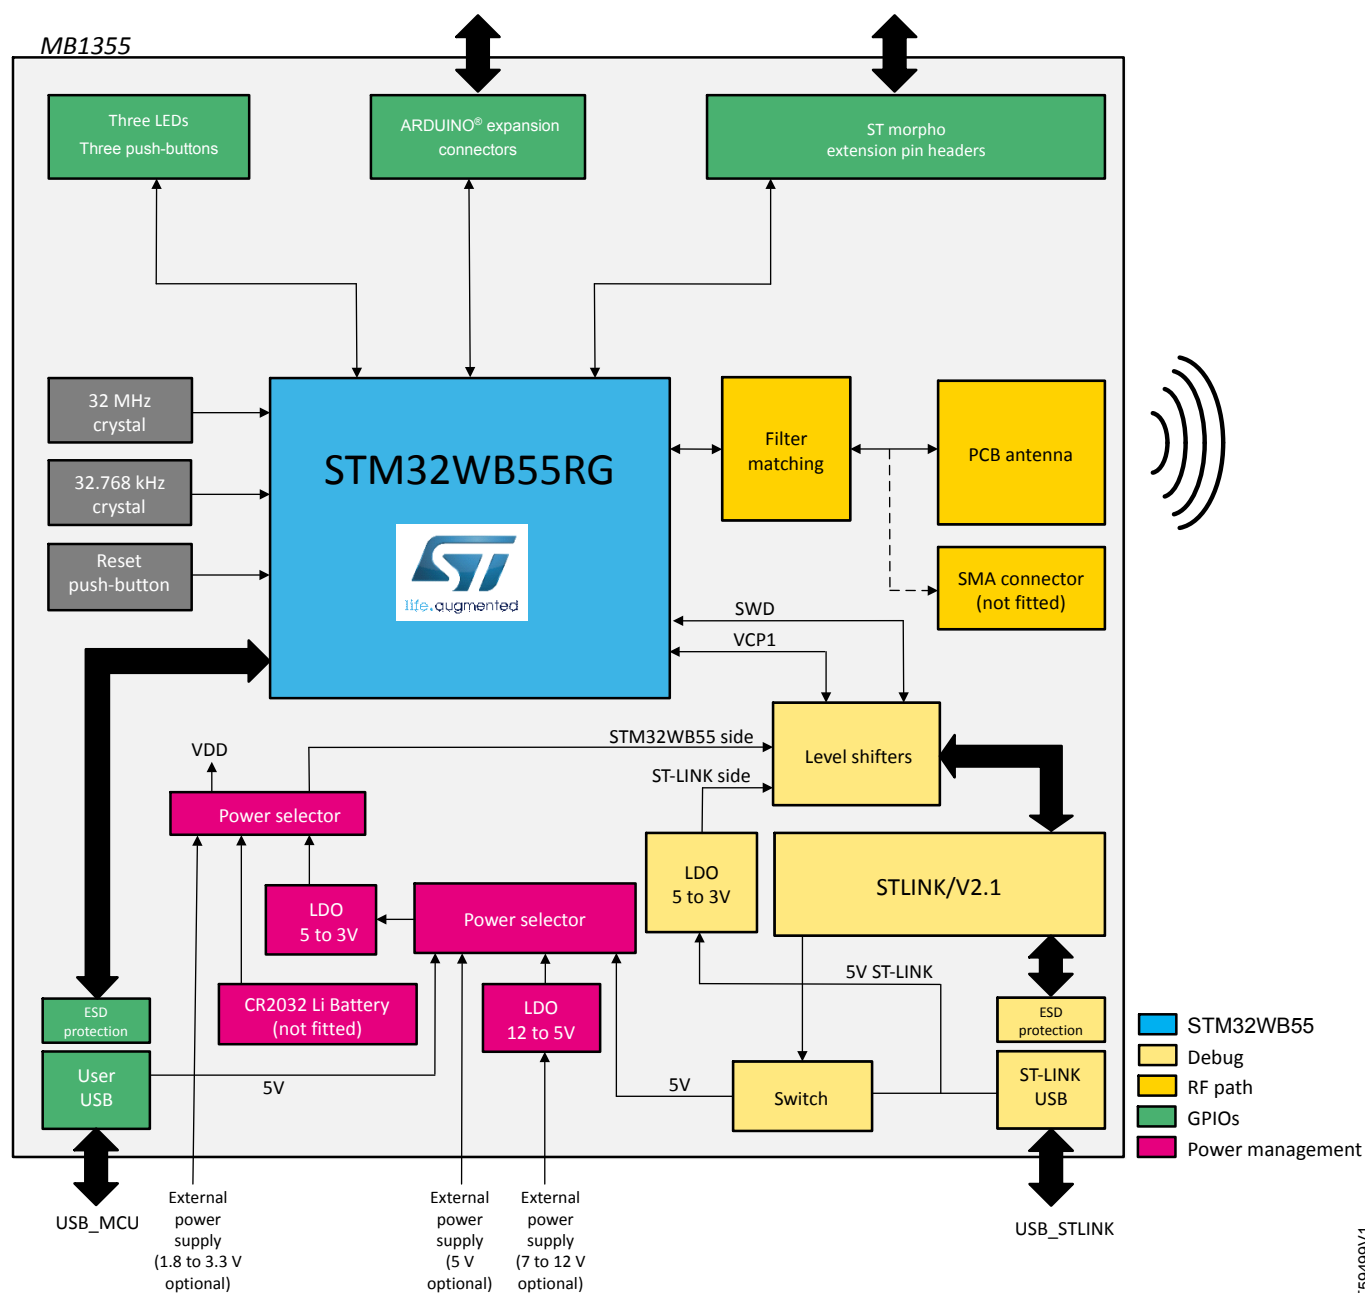 MB1355
Three LEDs
Three push-buttons
ARDUINO® expansion
connectors
ST morpho
extension pin headers
32 MHz
crystal
32.768 kHz
crystal
Reset
push-button
STM32WB55RG
life.augmented
Filter
matching
PCB antenna
SMA connector
(not fitted)
SWD
VCP1
Level shifters
STM32WB55 side
ST-LINK side
VDD
Power selector
LDO
5 to 3V
Power selector
LDO
5 to 3V
STLINK/V2.1
CR2032 Li Battery
(not fitted)
LDO
12 to 5V
5V ST-LINK
ESD
protection
User
USB
5V
5V
Switch
ESD
protection
ST-LINK
USB
STM32WB55
Debug
RF path
GPIOs
Power management
USB_MCU
External
power
supply
(1.8 to 3.3 V
optional)
External
power
supply
(5 V
optional)
External
power
supply
(7 to 12 V
optional)
USB_STLINK